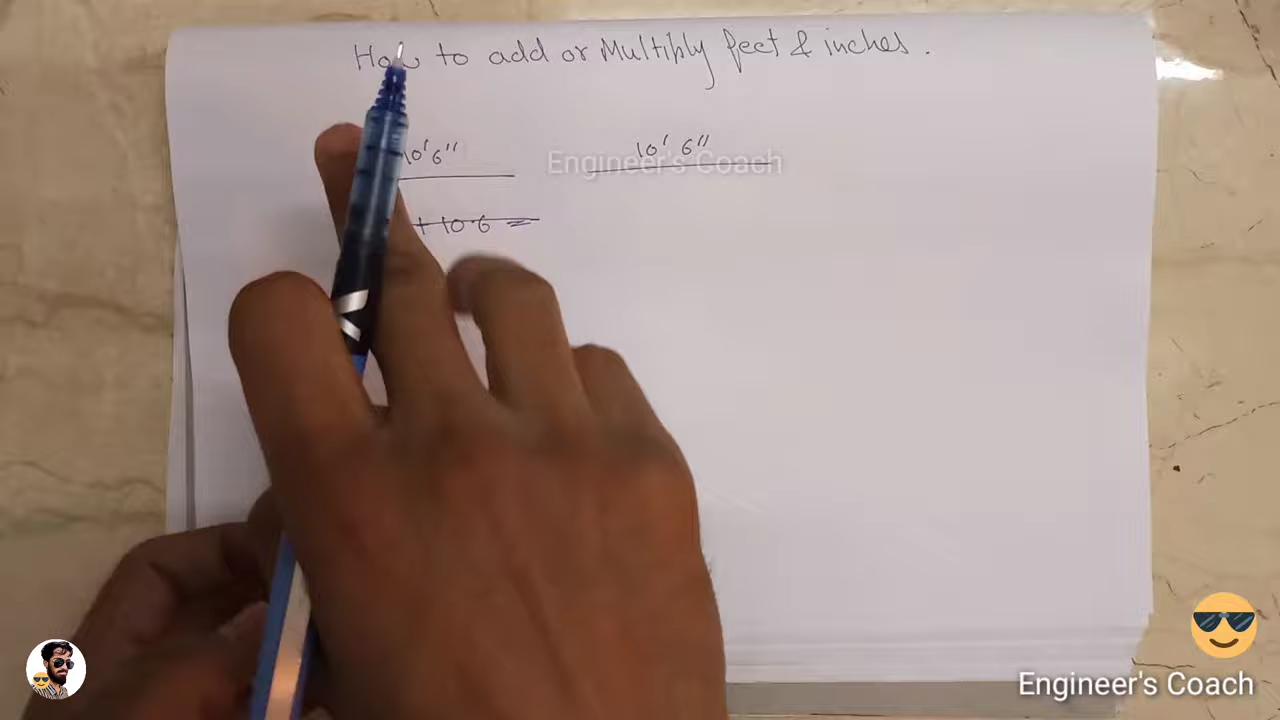 How to add or Multiply feet & inches .
10'6" 10' 6"
Engineer's Coach
+ 10.6 =
Engineer's Coach